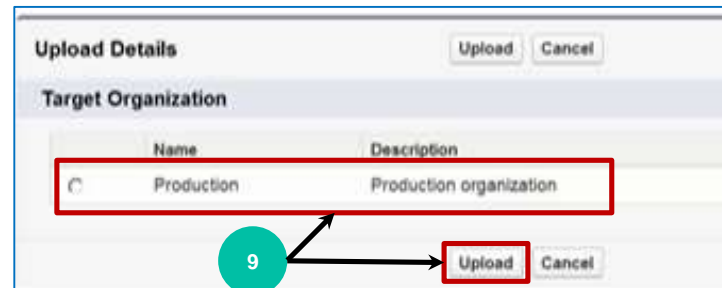 Upload Details Upload Cancel
Target Organization
Name Description
Production Production organization
9 Upload Cancel